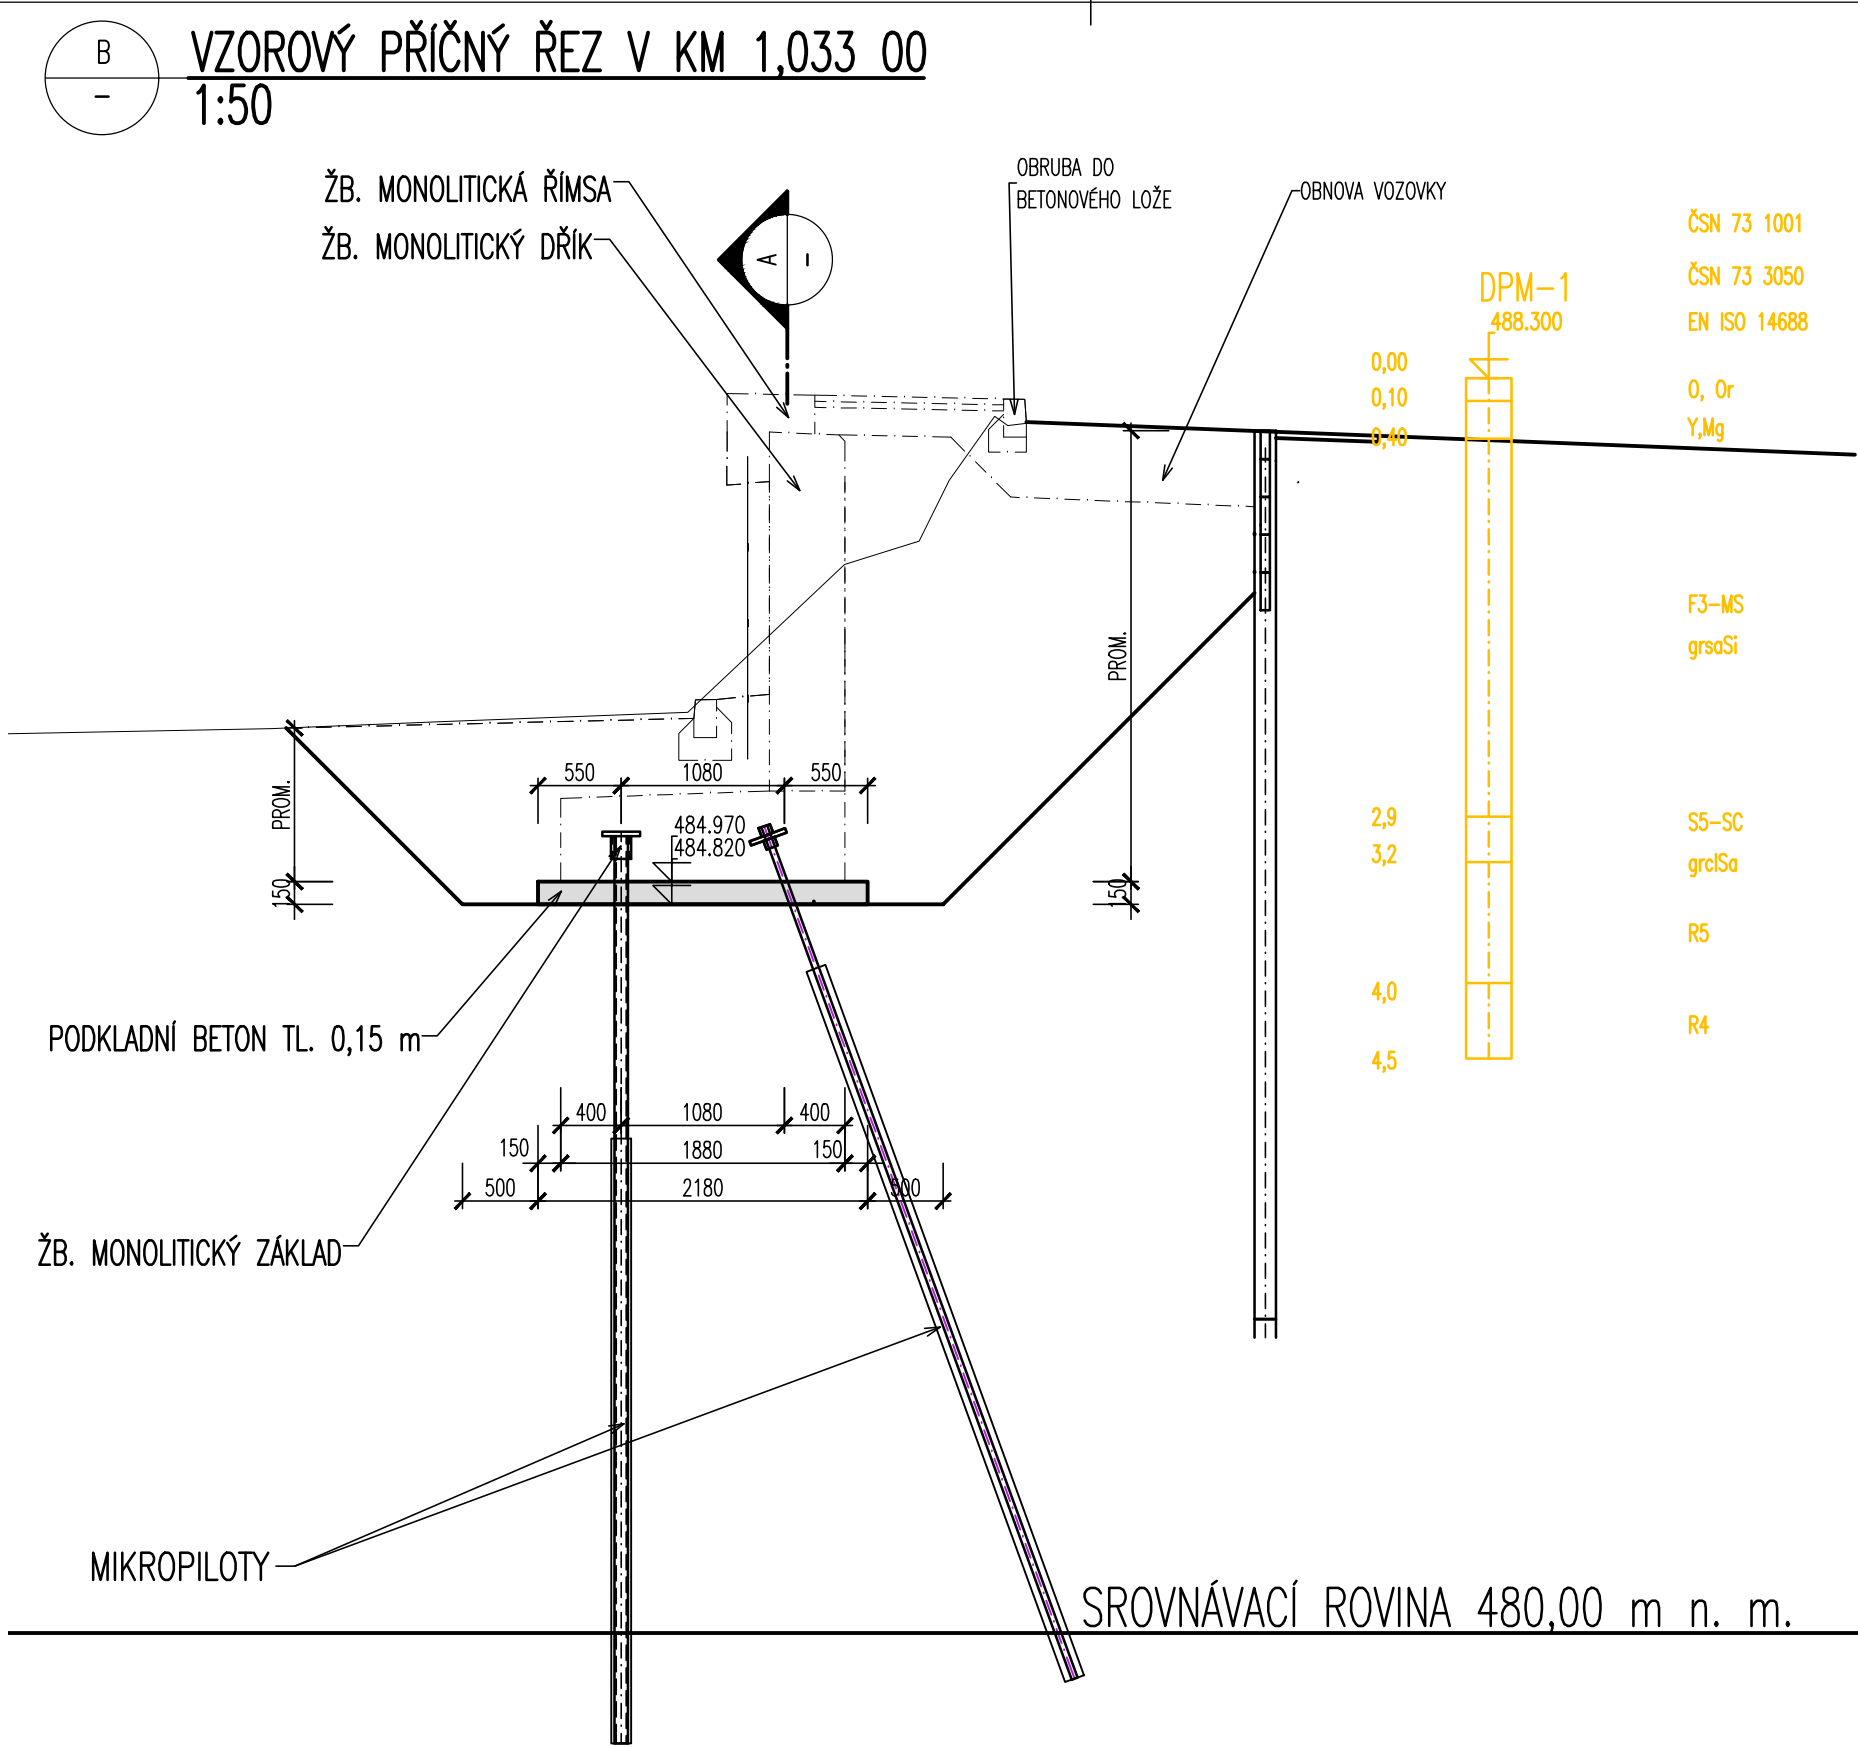 B
-
VZOROVÝ PŘÍČNÝ ŘEZ V KM 1,033 00
1:50
ŽB. MONOLITICKÁ ŘÍMSA
ŽB. MONOLITICKÝ DŘÍK
A
-
OBRUBA DO
BETONOVÉHO LOŽE
OBNOVA VOZOVKY
ČSN 73 1001
ČSN 73 3050
EN ISO 14688
DPM-1
488.300
0,00
0,10
0,40
O, Or
Y,Mg
F3-MS
grsaSi
2,9
3,2
S5-SC
grclSa
R5
4,0
R4
4,5
PROM.
150
PROM.
150
550
1080
550
484.970
484.820
PODKLADNÍ BETON TL. 0,15 m
400
1080
400
150
1880
150
500
2180
500
ŽB. MONOLITICKÝ ZÁKLAD
MIKROPILOTY
SROVNÁVACÍ ROVINA 480,00 m n. m.